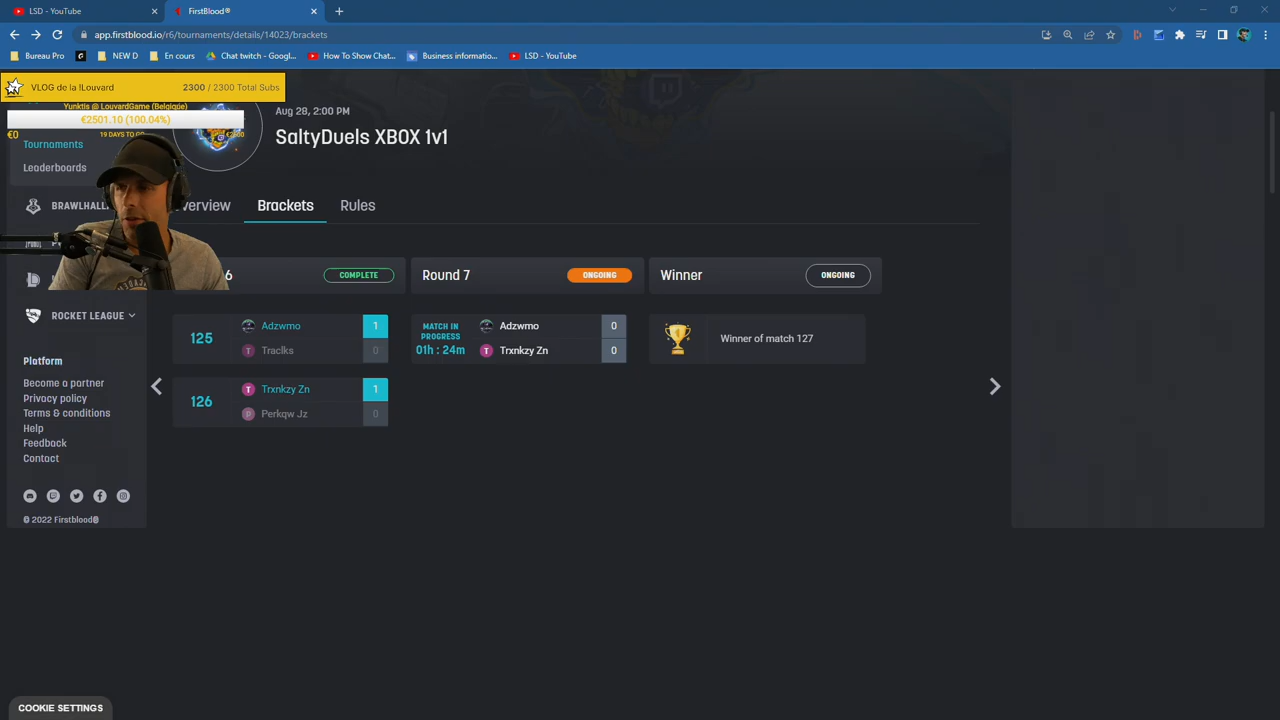 LSD - YouTube
FirstBlood®
app.firstblood.io/r6/tournaments/details/14023/brackets
Bureau Pro
G
NEW D
En cours
Chat twitch - Googl...
How To Show Chat...
Business informatio...
LSD - YouTube
VLOG de la !Louvard
2300 / 2300 Total Subs
Yunktis @ LouvardGame (Belgique)
€2501.10 (100.04%)
€0
19 DAYS TO GO
€2500
Tournaments
Leaderboards
BRAWLHALL
ROCKET LEAGUE
Platform
Become a partner
Privacy policy
Terms & conditions
Help
Feedback
Contact
© 2022 Firstblood®
Aug 28, 2:00 PM
SaltyDuels XBOX 1v1
verview
Brackets
Rules
6
COMPLETE
Round 7
ONGOING
Winner
ONGOING
125
Adzwmo
1
T
Traclks
0
126
T
Trxnkzy Zn
1
P
Perkqw Jz
0
MATCH IN
PROGRESS
01h : 24m
Adzwmo
0
T
Trxnkzy Zn
0
Winner of match 127
COOKIE SETTINGS